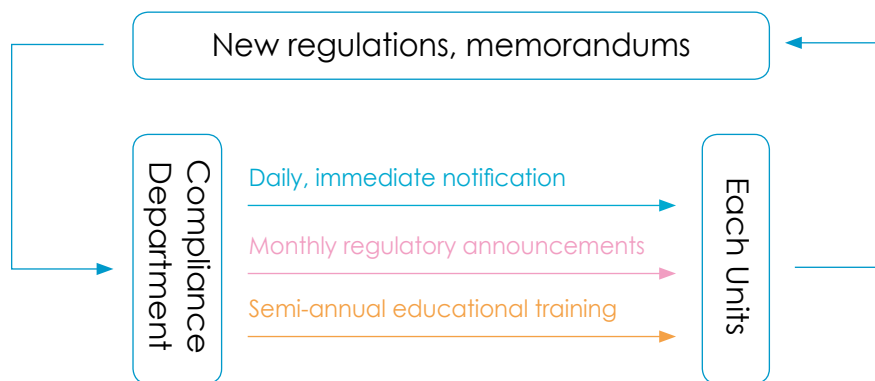 New regulations, memorandums
Compliance
Department
Daily, immediate notification
Monthly regulatory announcements
Semi-annual educational training
Each Units